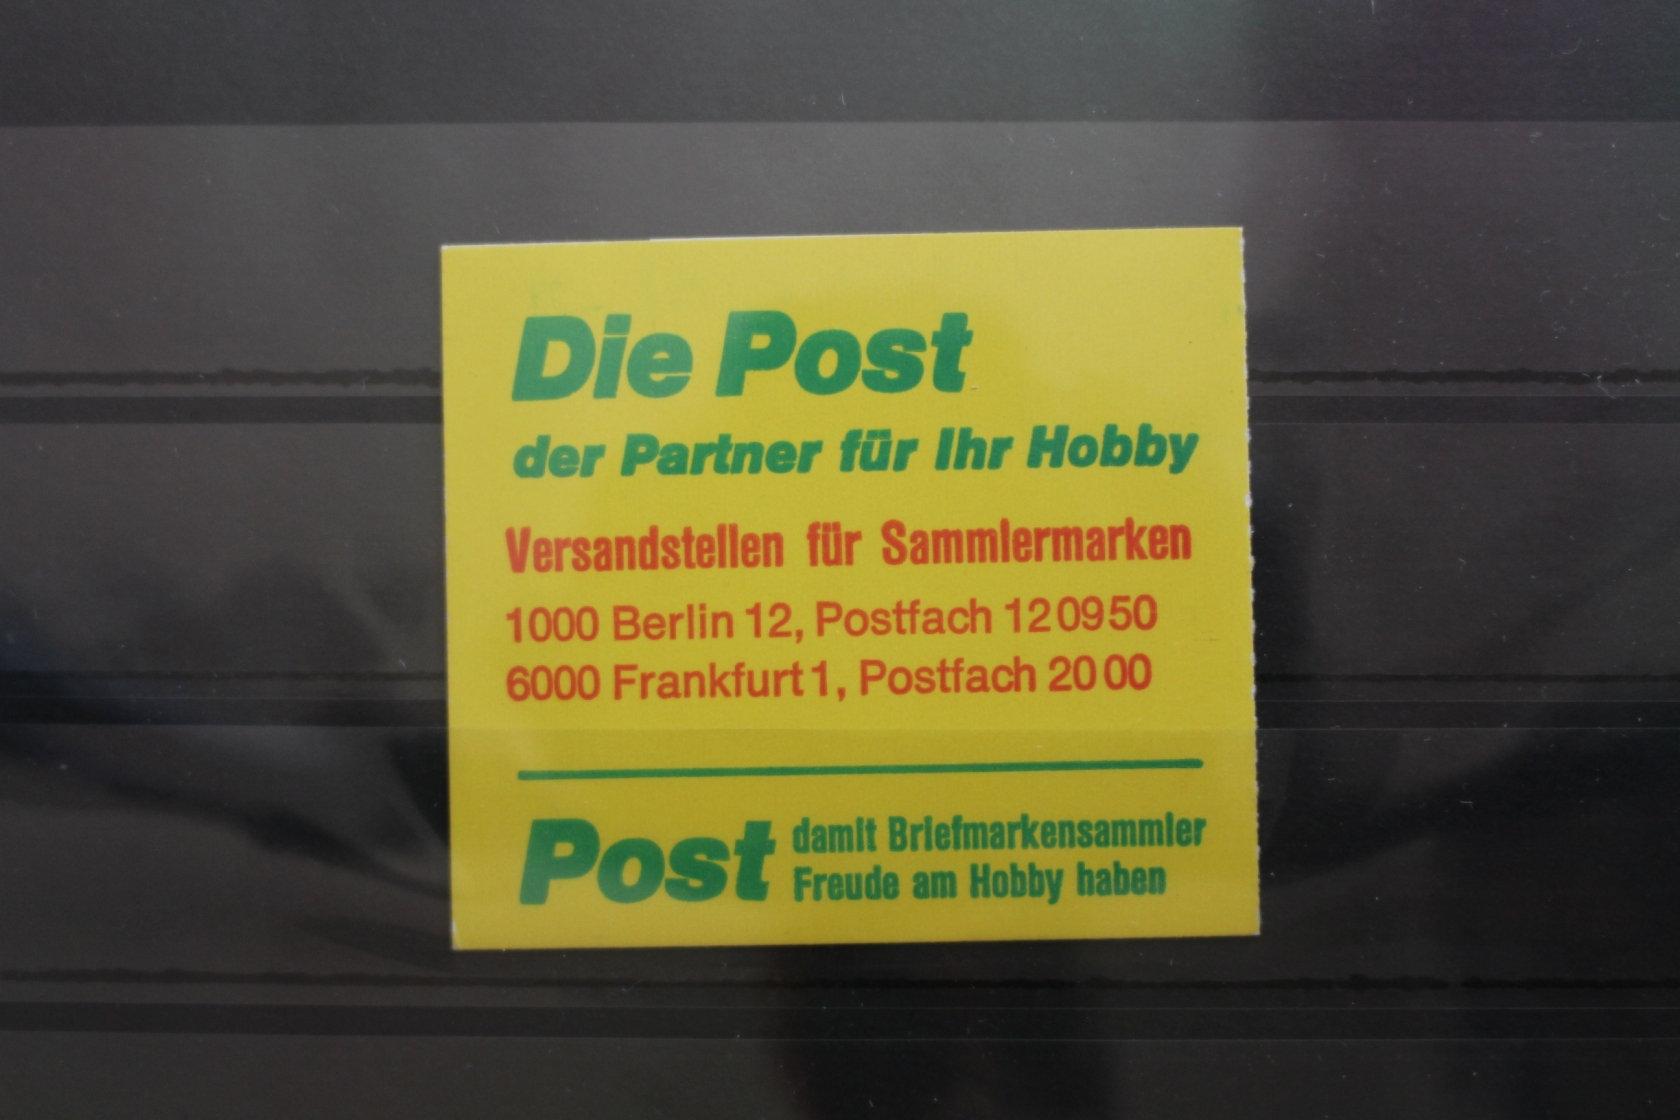 Die Post
der Partner für Ihr Hobby
Versandstellen für Sammlermarken
1000 Berlin 12, Postfach 12 09 50
6000 Frankfurt 1, Postfach 20 00
Post damit Briefmarkensammler
Freude am Hobby haben